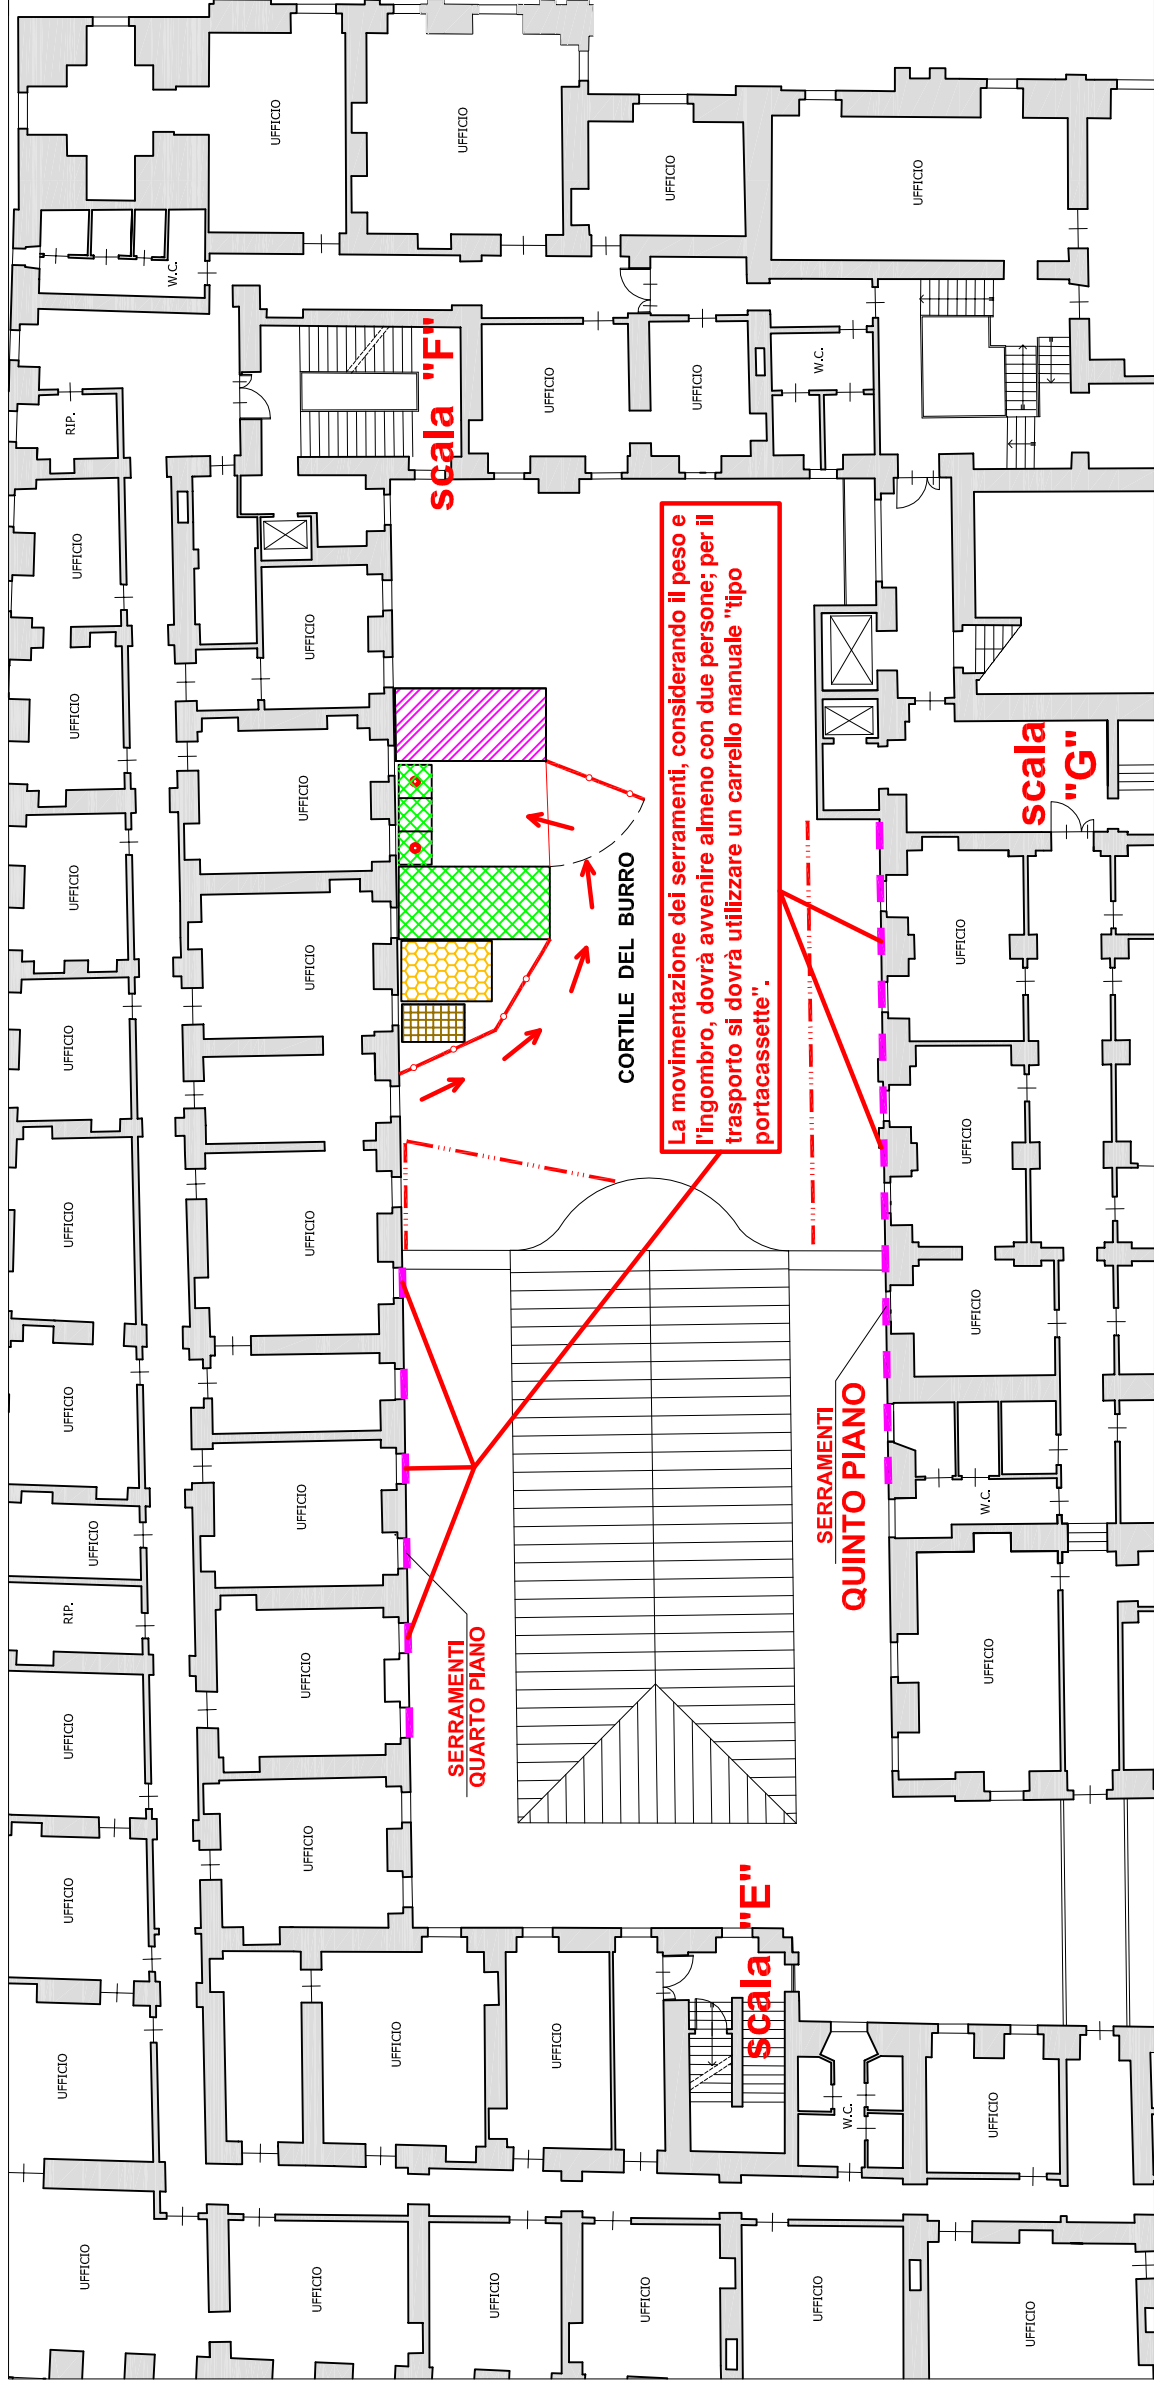 UFFICIO
UFFICIO
UFFICIO
UFFICIO
W.C.
RIP.
scala "F"
UFFICIO
UFFICIO
W.C.
UFFICIO
UFFICIO
UFFICIO
UFFICIO
UFFICIO
UFFICIO
UFFICIO
CORTILE DEL BURRO
La movimentazione dei serramenti, considerando il peso e
l'ingombro, dovrà avvenire almeno con due persone; per il
trasporto si dovrà utilizzare un carrello manuale "tipo
portacassette".
scala
"G"
UFFICIO
UFFICIO
UFFICIO
UFFICIO
UFFICIO
UFFICIO
UFFICIO
UFFICIO
UFFICIO
RIP.
SERRAMENTI
QUARTO PIANO
SERRAMENTI
QUINTO PIANO
W.C.
UFFICIO
UFFICIO
UFFICIO
UFFICIO
UFFICIO
scala "E"
UFFICIO
UFFICIO
UFFICIO
W.C.
UFFICIO
UFFICIO
UFFICIO
UFFICIO
UFFICIO
UFFICIO
UFFICIO